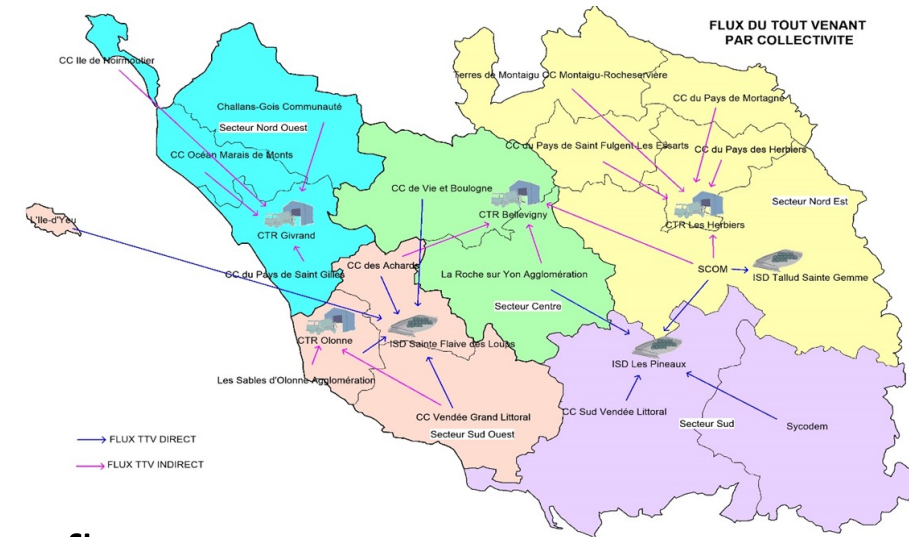 FLUX DU TOUT VENANT
PAR COLLECTIVITE
CC Ile de Noirmoutier
Terres de Montaigu CC Montaigu-Rocheservière
Challans-Gois Communauté
CC du Pays de Mortagne
Secteur Nord Ouest
CC du Pays de Saint Fulgent Les Essarts
CC du Pays des Herbiers
CC Océan Marais de Monts
CC de Vie et Boulogne
Secteur Nord Est
L'Ile-d'Yeu
CTR Bellevigny
CTR Les Herbiers
CTR Givrand
CC des Achards
CC du Pays de Saint Gilles
La Roche sur Yon Agglomération
SCOM
ISD Tallud Sainte Gemme
Secteur Centre
CTR Olonne
ISD Sainte Flaive des Loups
ISD Les Pineaux
Les Sables d'Olonne Agglomération
CC Vendée Grand Littoral
CC Sud Vendée Littoral
Secteur Sud Ouest
Secteur Sud
Sycodem
FLUX TTV DIRECT
FLUX TTV INDIRECT